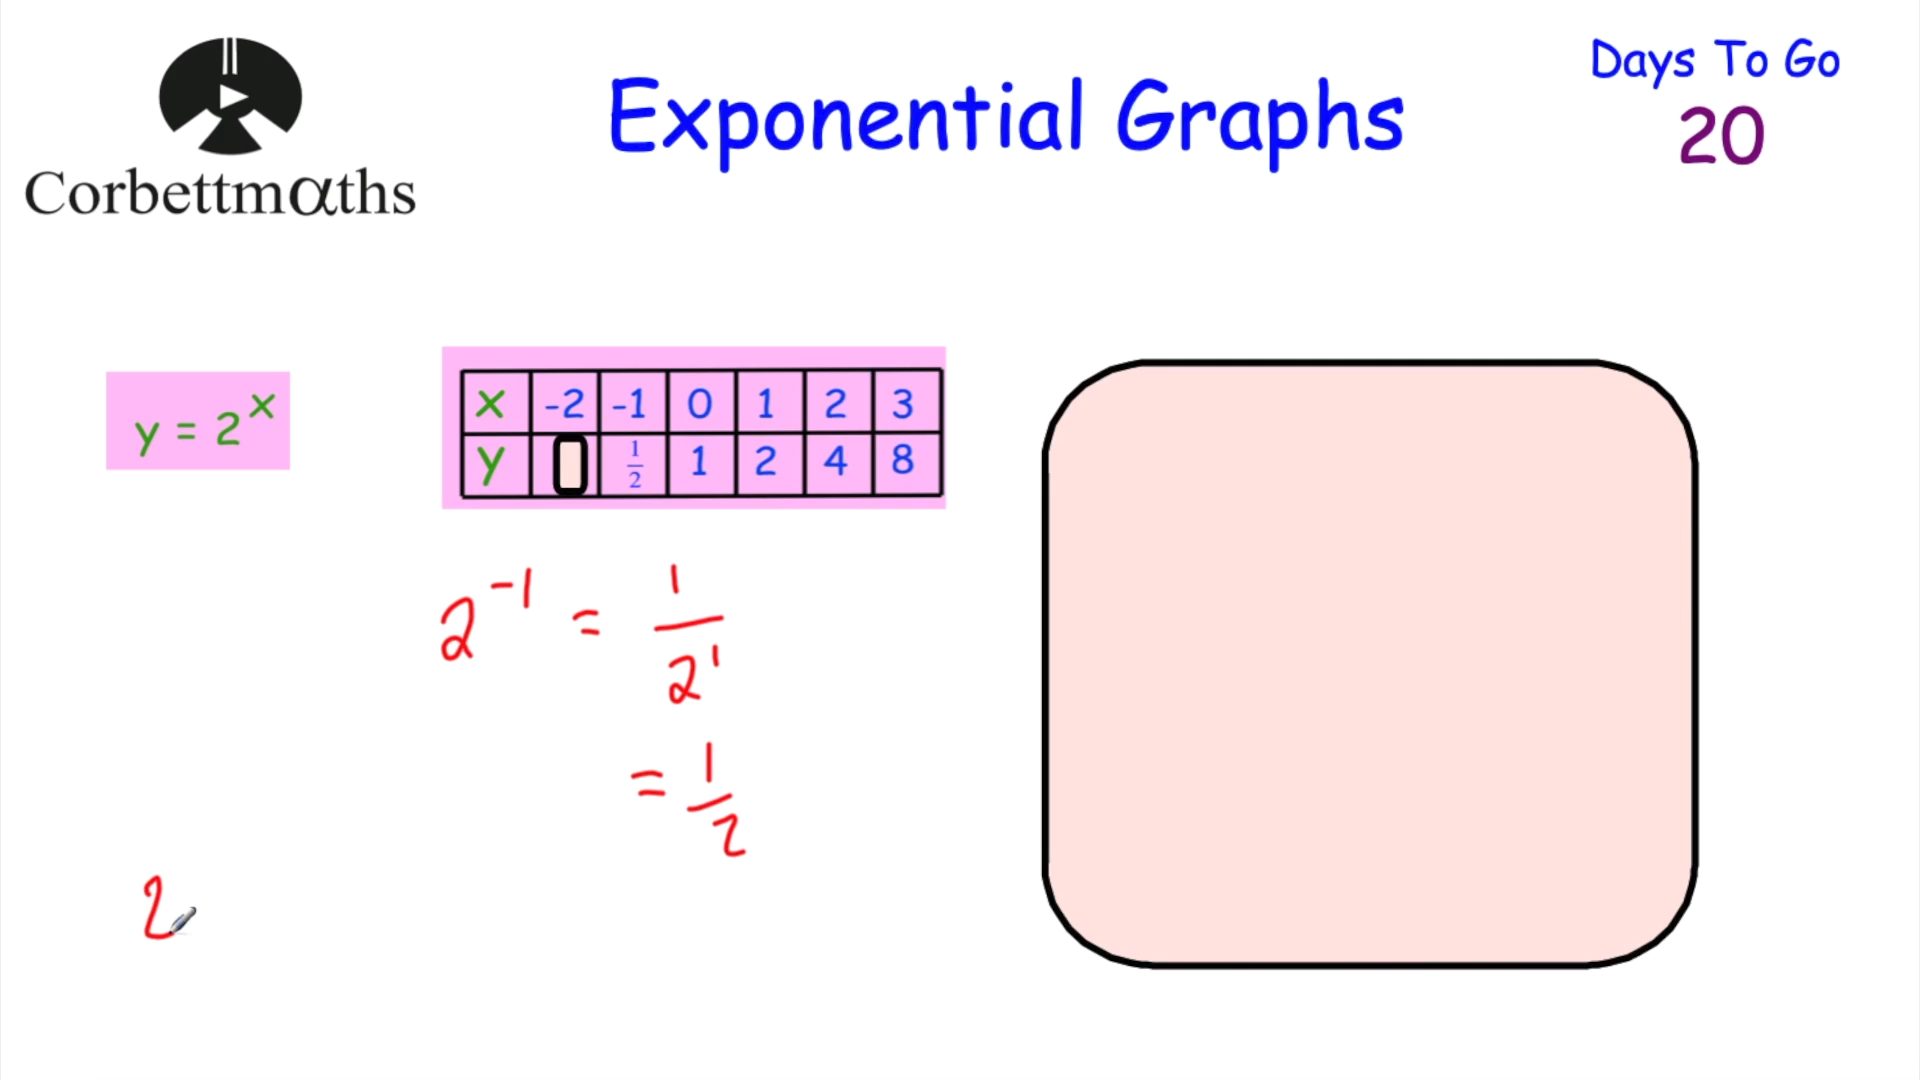 Corbettmαths
Exponential Graphs
Days To Go
20
y = 2^x
x -2 -1 0 1 2 3
y 1/2 1 2 4 8
2^-1 = 1/2^1
= 1/2
2